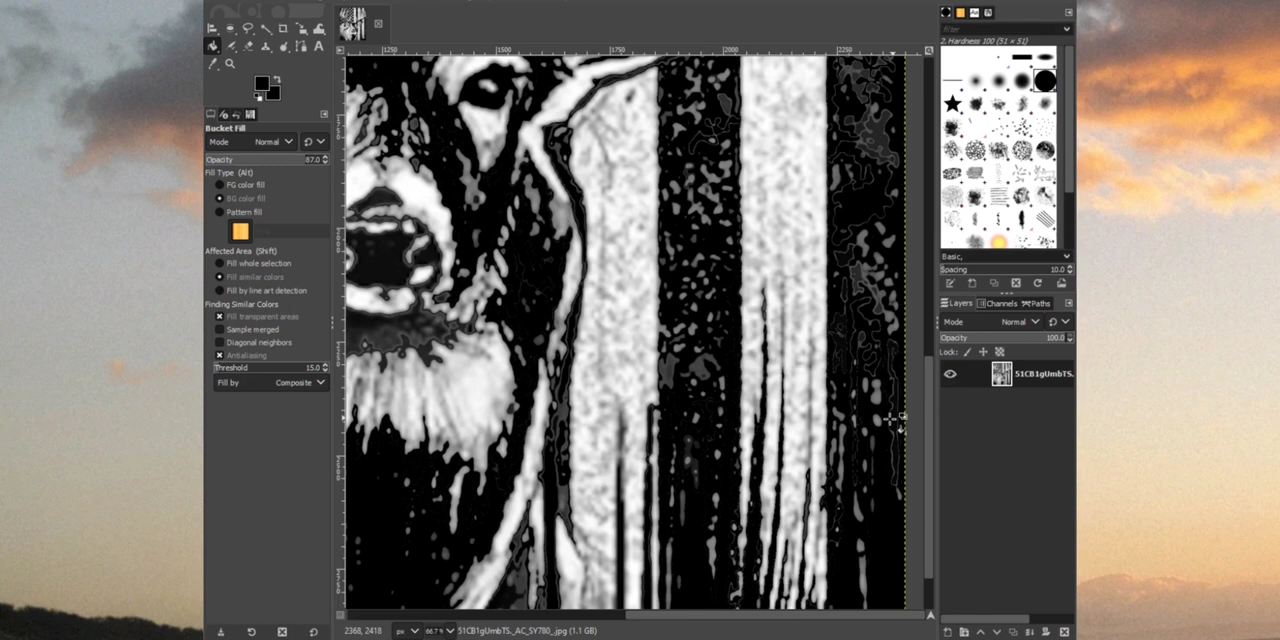 1250 1500 1750 2000 2250
Bucket Fill
Mode Normal
Opacity 87.0
Fill Type (Alt)
FG color fill
BG color fill
Pattern fill
Affected Area (Shift)
Fill whole selection
Fill similar colors
Fill by line art detection
Finding Similar Colors
Fill transparent areas
Sample merged
Diagonal neighbors
Antialiasing
Threshold 15.0
Fill by Composite
2368, 2418 px 66.7 % 51CB1gUmbTS._AC_SY780_.jpg (1.1 GB)
filter
2. Hardness 100 (51 × 51)
Basic,
Spacing 10.0
Layers Channels Paths
Mode Normal
Opacity 100.0
Lock:
51CB1gUmbTS.